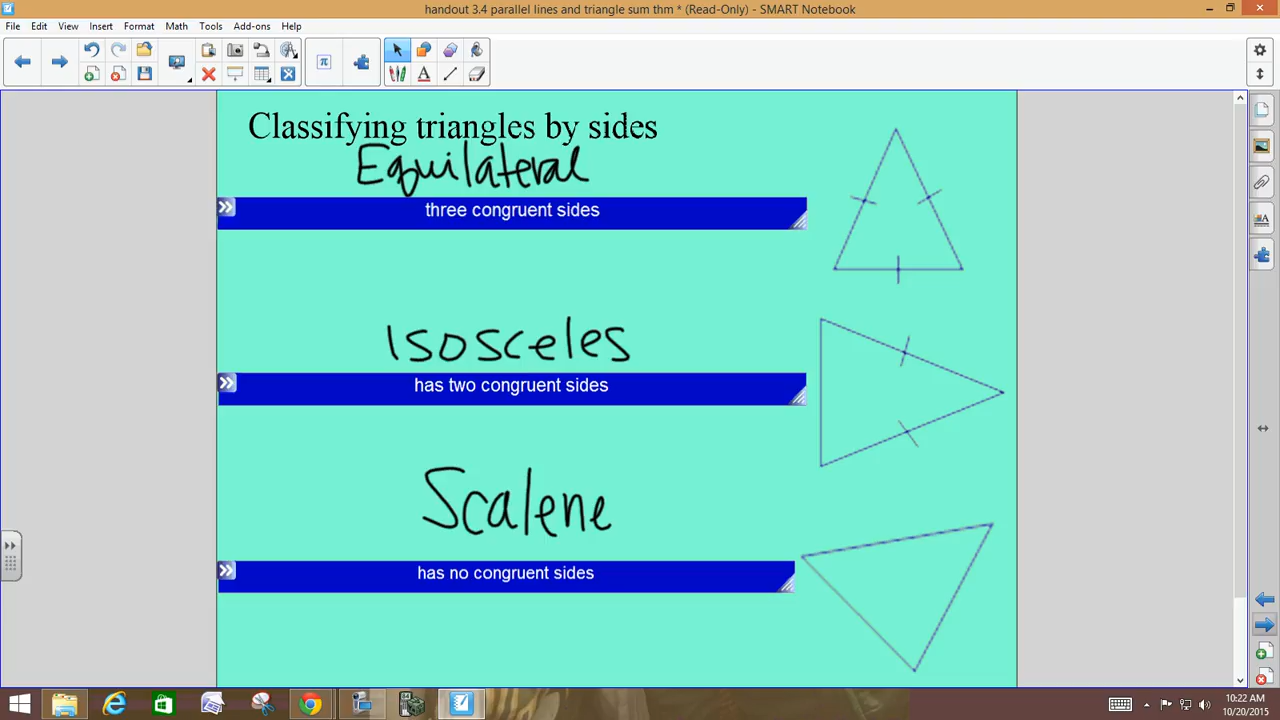 handout 3.4 parallel lines and triangle sum thm * (Read-Only) - SMART Notebook
File Edit View Insert Format Math Tools Add-ons Help
Classifying triangles by sides
Equilateral
three congruent sides
Isosceles
has two congruent sides
Scalene
has no congruent sides
10:22 AM
10/20/2015